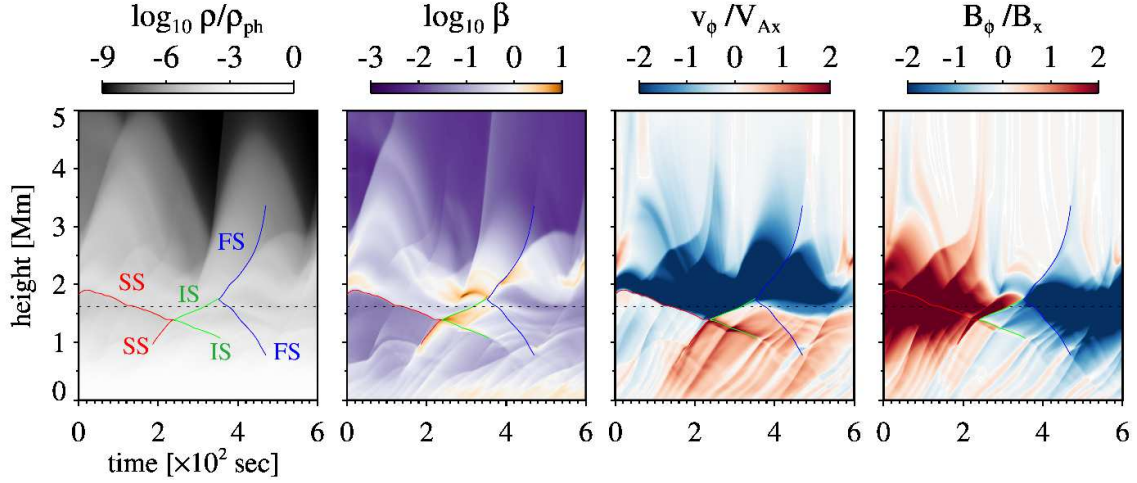 log₁₀ ρ/ρph log₁₀ β vϕ /VAx Bϕ /Bx
-9 -6 -3 0 -3 -2 -1 0 1 -2 -1 0 1 2 -2 -1 0 1 2
5
4
3
2
1
0
height [Mm]
FS
SS
IS
SS
IS
FS
0 2 4 6 0 2 4 6 0 2 4 6 0 2 4 6
time [×10² sec]